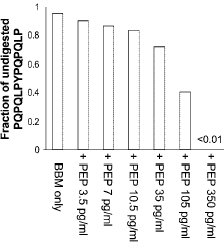 Fraction of undigested
PQPQLPYPQPQLP
1
0.8
0.6
0.4
0.2
0
<0.01
BBM only
+ PEP 3.5 pg/ml
+ PEP 7 pg/ml
+ PEP 10.5 pg/ml
+ PEP 35 pg/ml
+ PEP 105 pg/ml
+ PEP 350 pg/ml